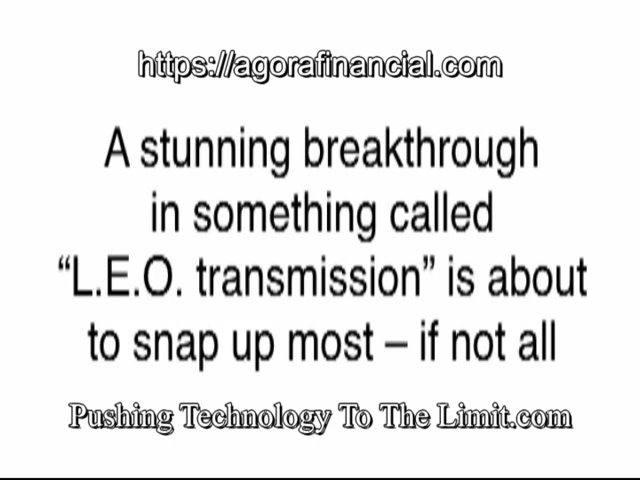 https://agorafinancial.com
A stunning breakthrough
in something called
“L.E.O. transmission” is about
to snap up most – if not all
Pushing Technology To The Limit.com